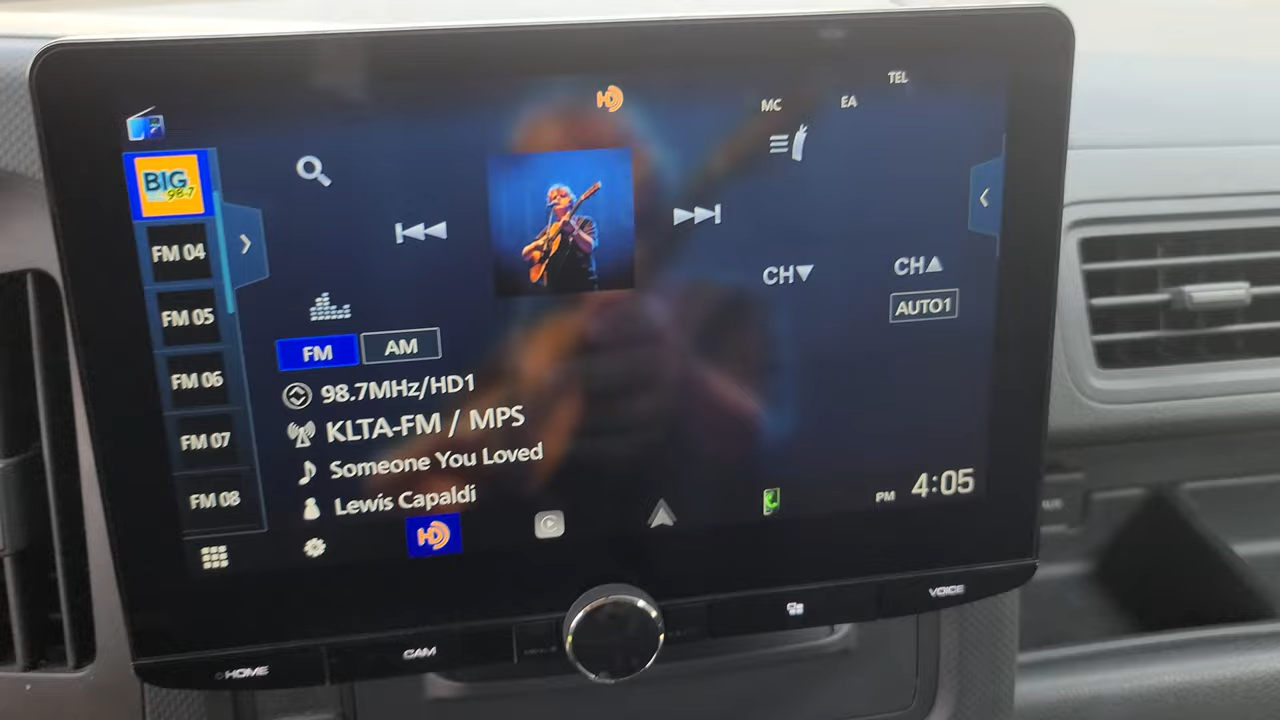 TEL
MC EA
HD
BIG
98.7
FM 04
FM 05
FM 06
FM 07
FM 08
CH▼ CH▲
AUTO1
FM AM
98.7MHz/HD1
KLTA-FM / MPS
Someone You Loved
Lewis Capaldi
HD
PM 4:05
HOME CAM VOICE